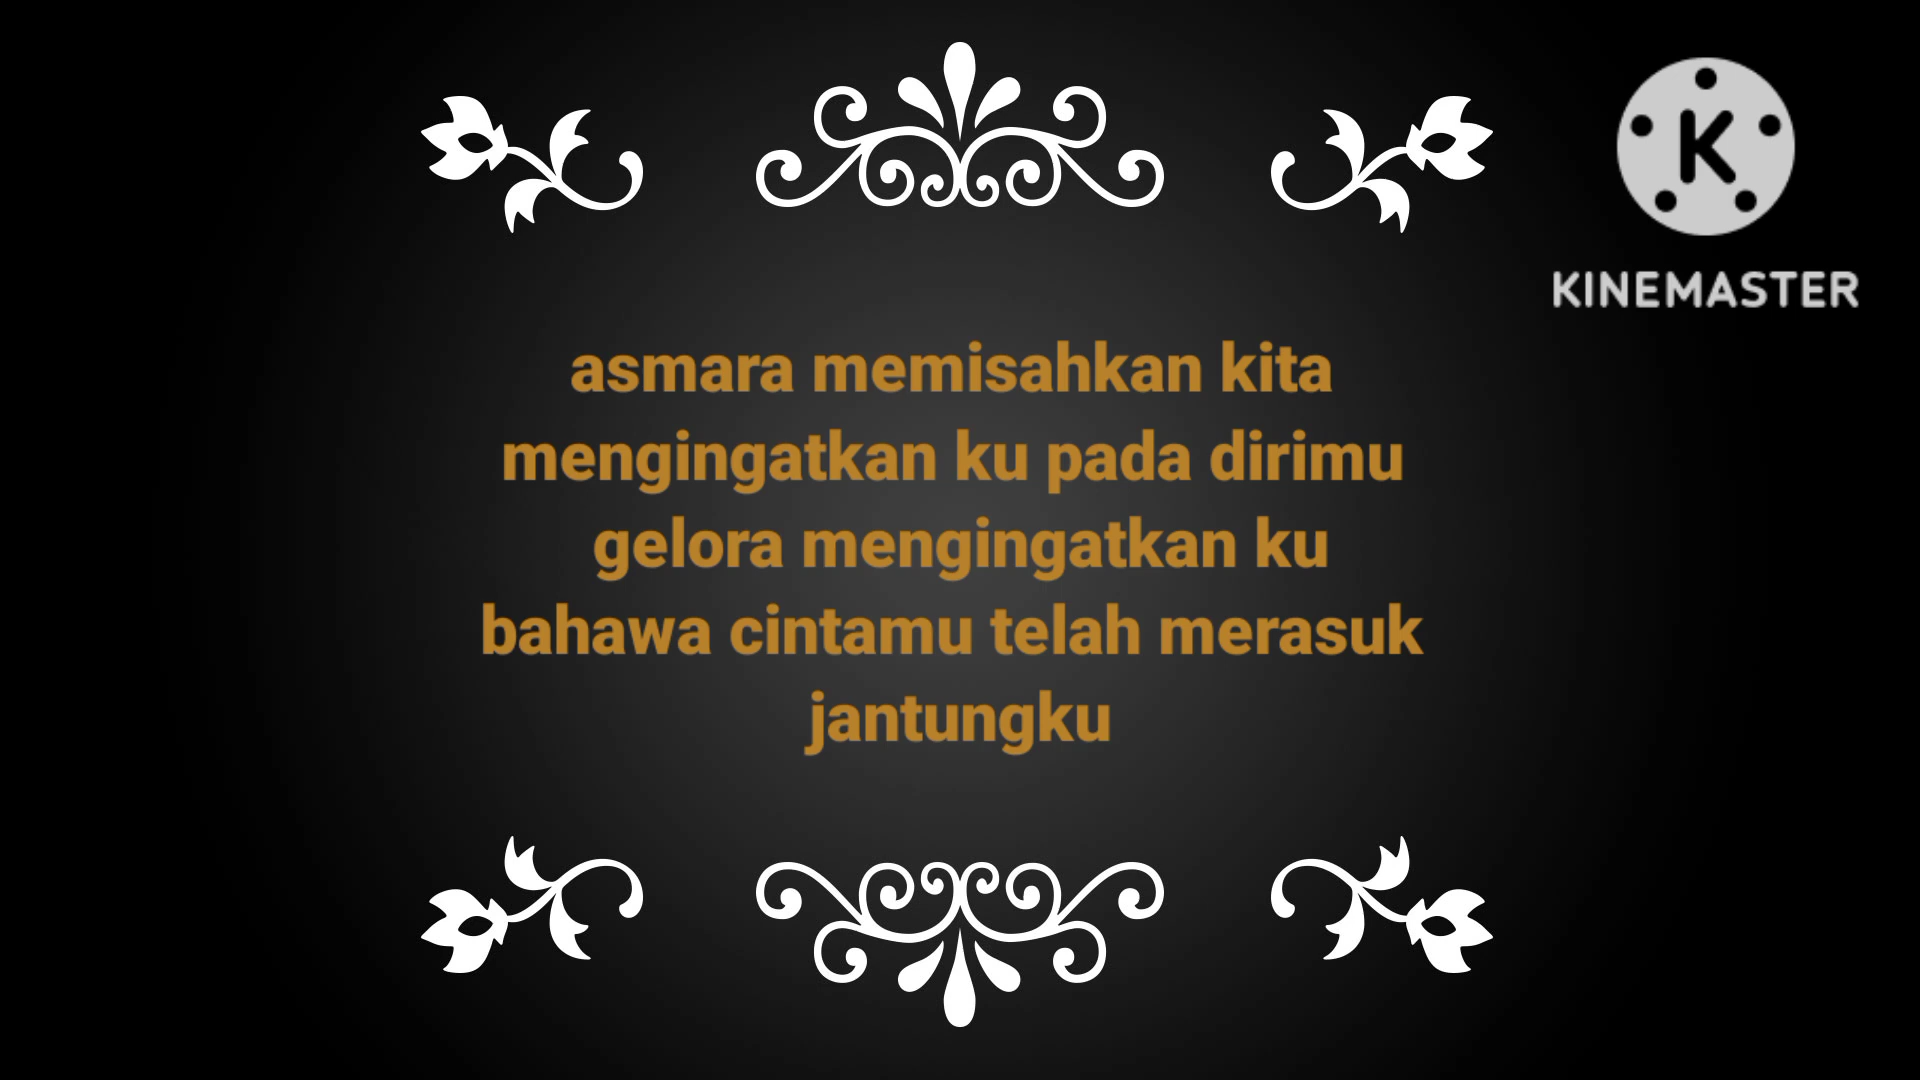 K
KINEMASTER
asmara memisahkan kita
mengingatkan ku pada dirimu
gelora mengingatkan ku
bahawa cintamu telah merasuk
jantungku